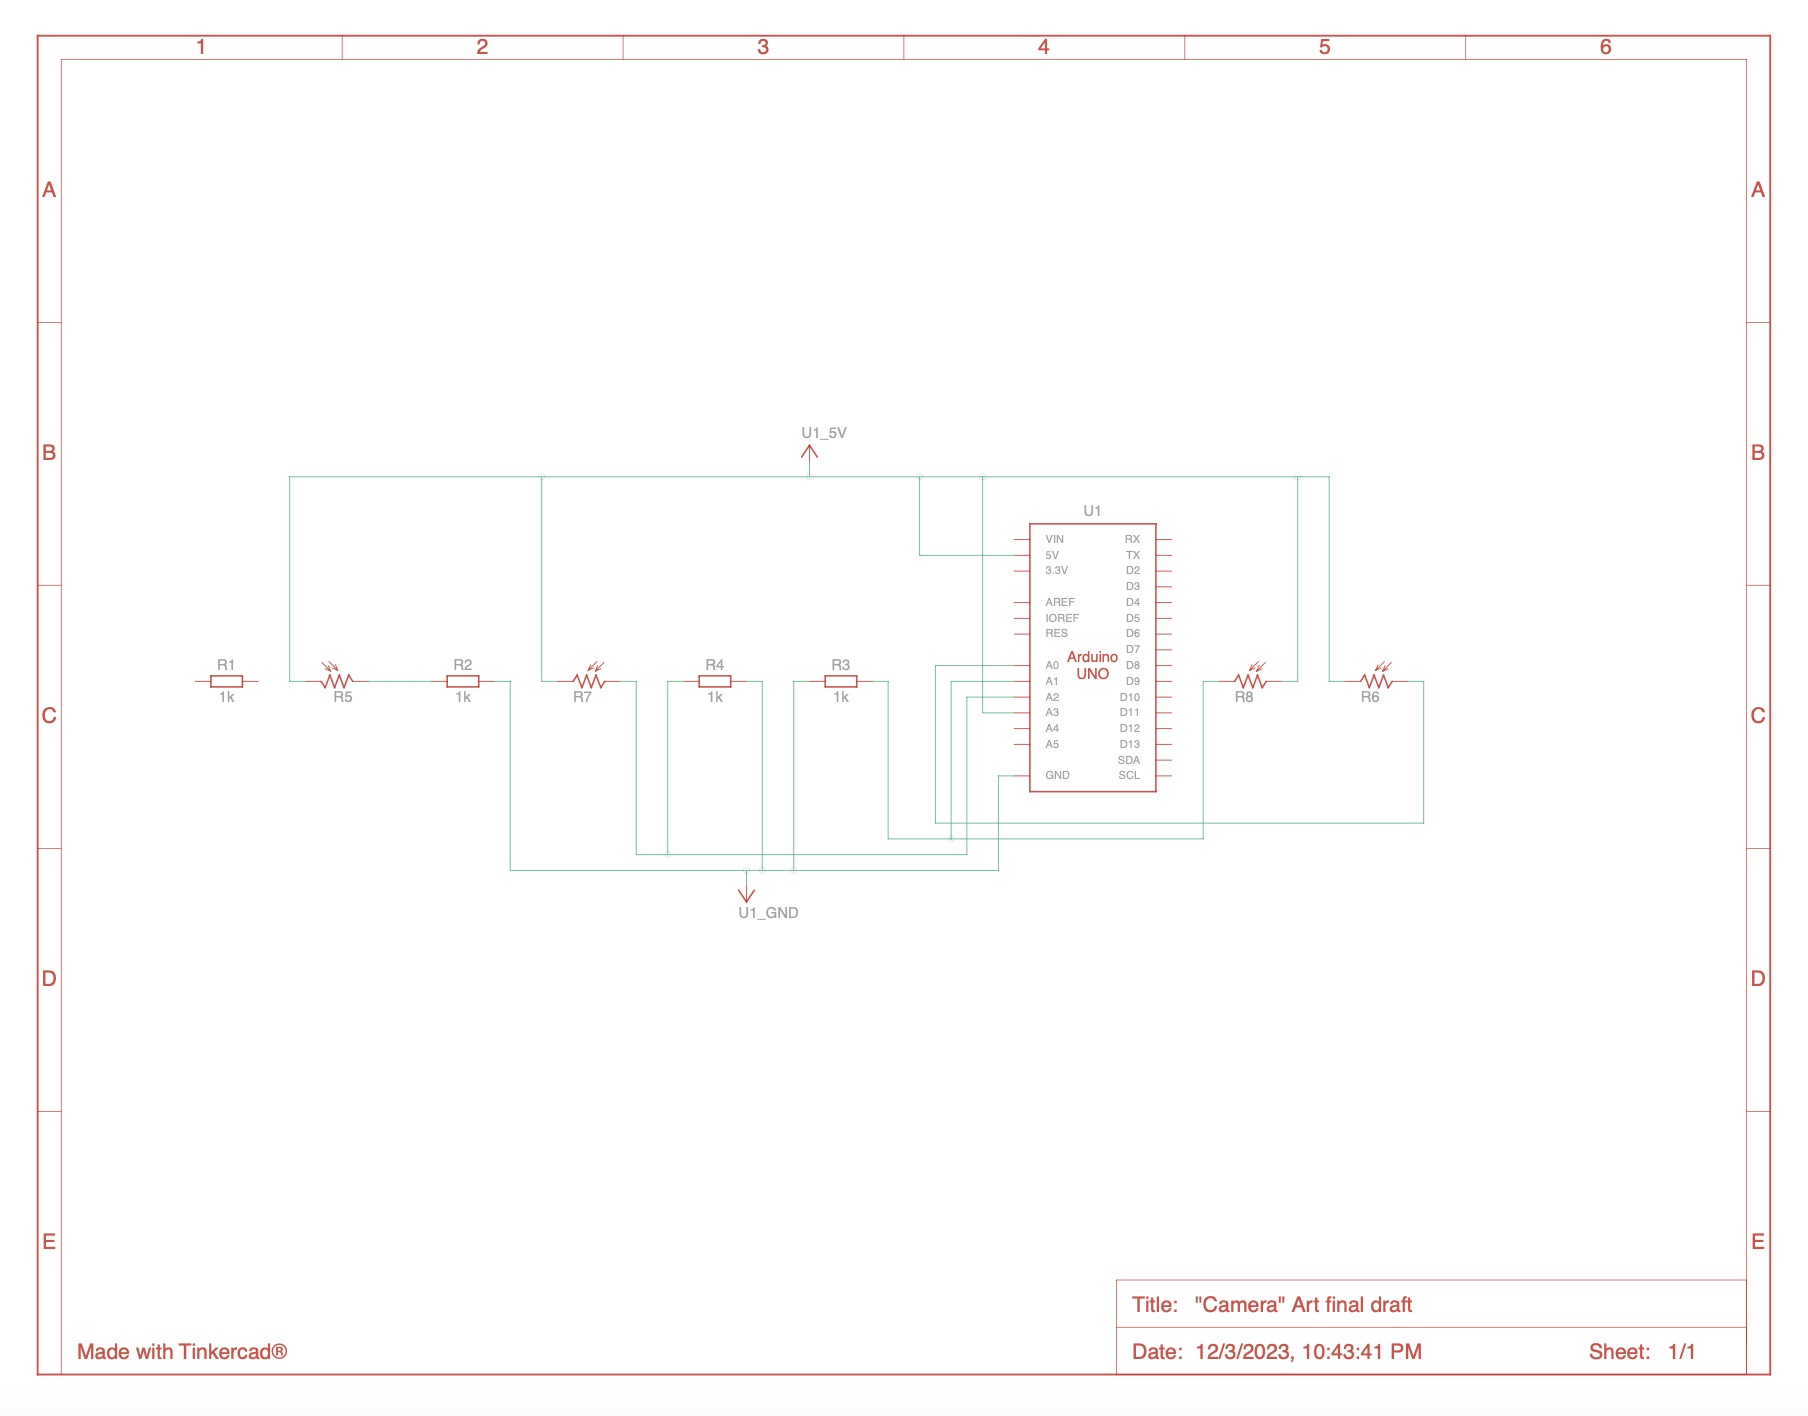 1 2 3 4 5 6
A A
B B
C C
D D
E E
U1_5V
U1
VIN RX
5V TX
3.3V D2
D3
AREF D4
IOREF D5
RES D6
D7
Arduino
UNO
A0 D8
A1 D9
A2 D10
A3 D11
A4 D12
A5 D13
SDA
GND SCL
R1
1k
R5
R2
1k
R7
R4
1k
R3
1k
R8
R6
U1_GND
Title: "Camera" Art final draft
Made with Tinkercad®
Date: 12/3/2023, 10:43:41 PM Sheet: 1/1